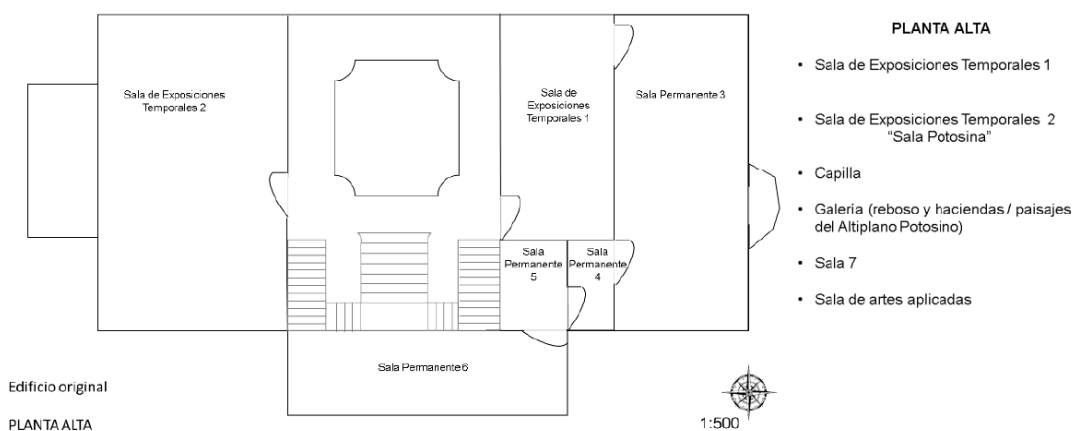 Sala de Exposiciones
Temporales 2
Sala de
Exposiciones
Temporales 1
Sala Permanente 3
Sala
Permanente
5
Sala
Permanente
4
Sala Permanente 6
Edificio original
PLANTA ALTA
1:500
PLANTA ALTA
• Sala de Exposiciones Temporales 1
• Sala de Exposiciones Temporales 2
“Sala Potosina”
• Capilla
• Galería (reboso y haciendas / paisajes
del Altiplano Potosino)
• Sala 7
• Sala de artes aplicadas